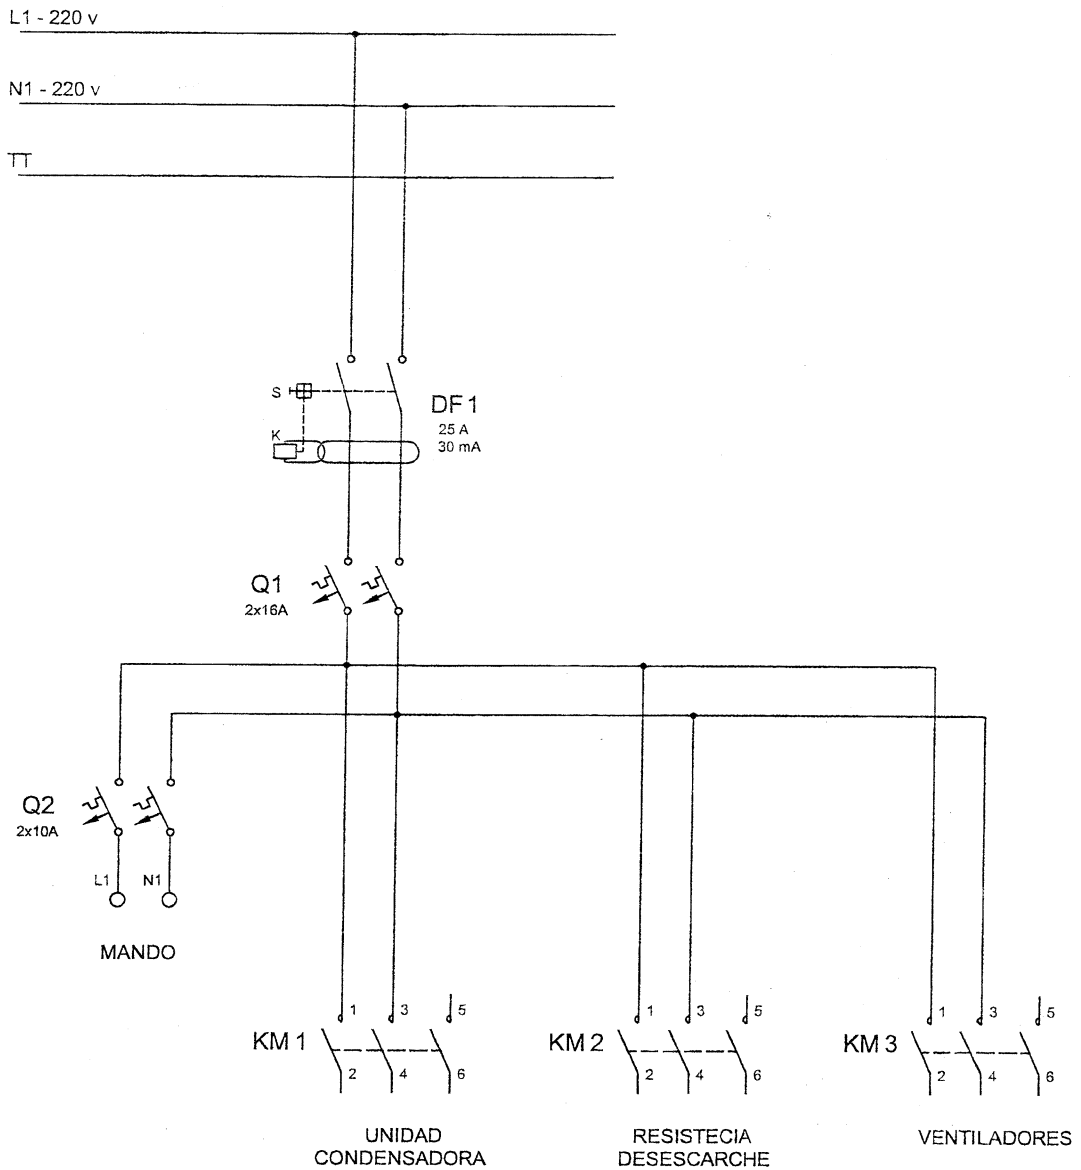 L1 - 220 v
N1 - 220 v
TT
S
K
DF1
25 A
30 mA
Q1
2x16A
Q2
2x10A
L1 N1
MANDO
1 3 5
KM 1
2 4 6
1 3 5
KM 2
2 4 6
1 3 5
KM 3
2 4 6
UNIDAD
CONDENSADORA
RESISTECIA
DESESCARCHE
VENTILADORES